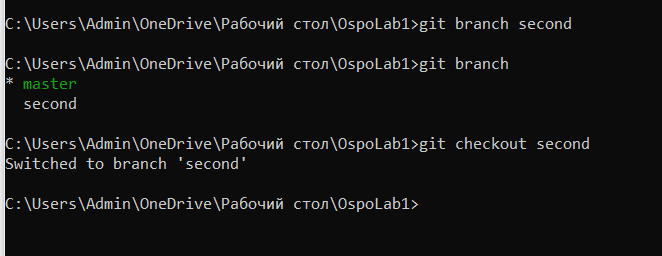 C:\Users\Admin\OneDrive\Рабочий стол\OspoLab1>git branch second
C:\Users\Admin\OneDrive\Рабочий стол\OspoLab1>git branch
* master
  second
C:\Users\Admin\OneDrive\Рабочий стол\OspoLab1>git checkout second
Switched to branch 'second'
C:\Users\Admin\OneDrive\Рабочий стол\OspoLab1>